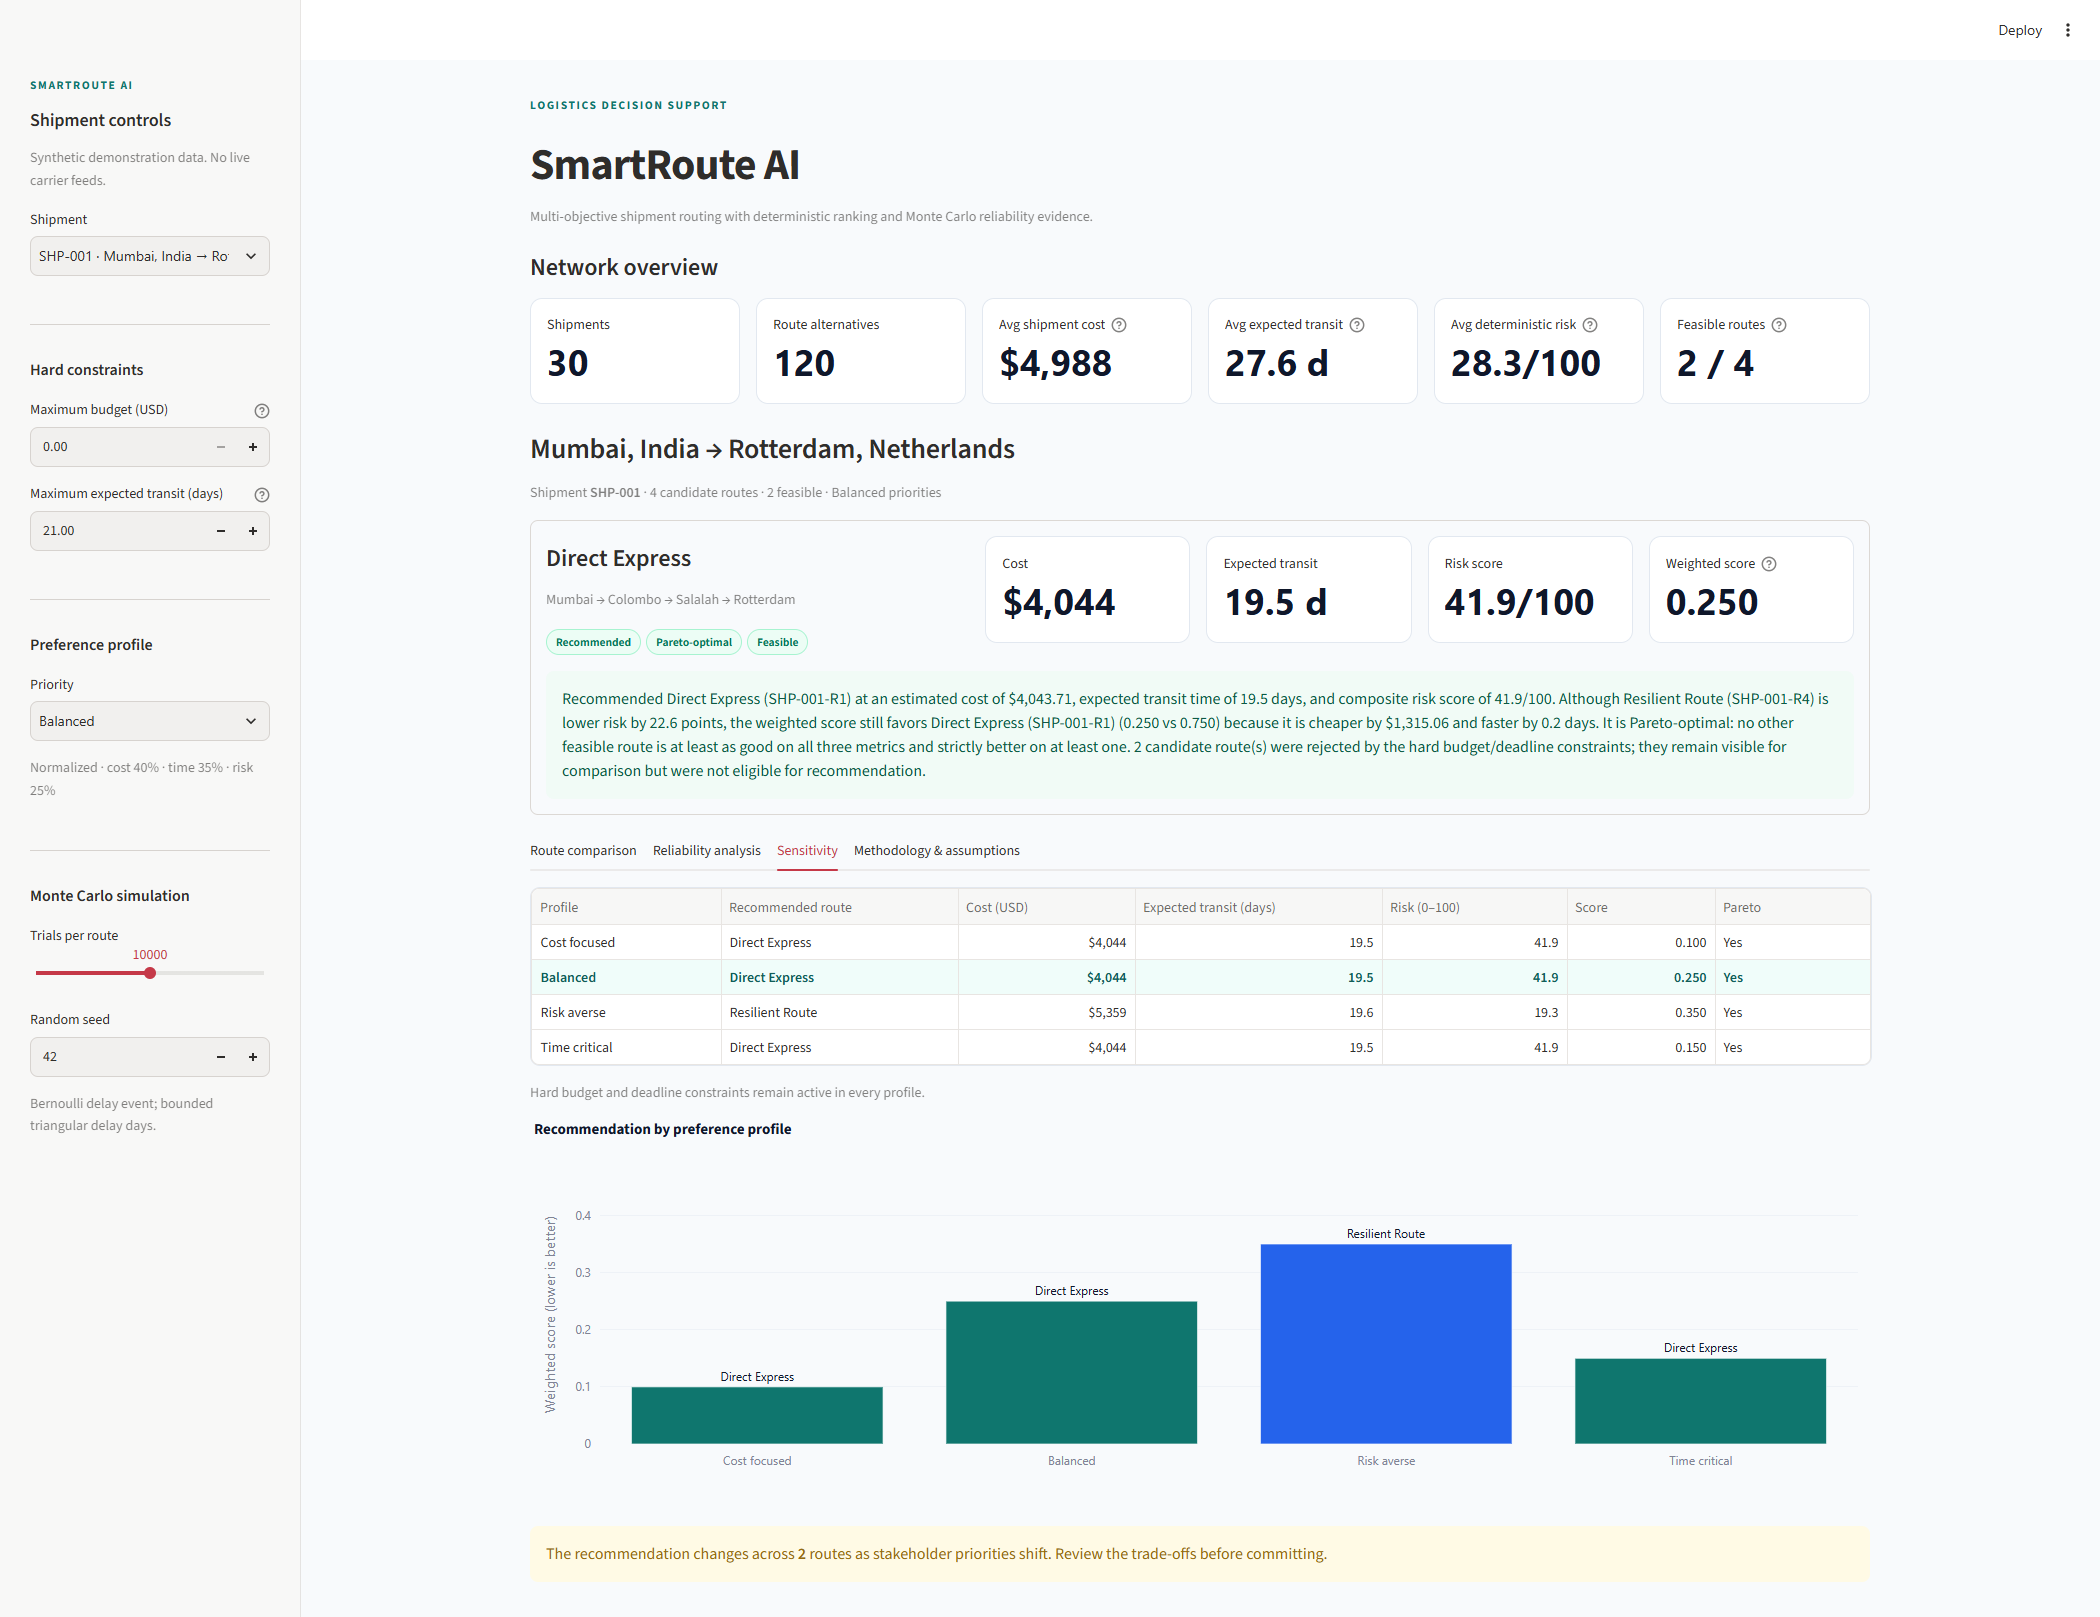 Deploy
SMARTROUTE AI
Shipment controls
Synthetic demonstration data. No live
carrier feeds.
Shipment
SHP-001 · Mumbai, India → Ro
Hard constraints
Maximum budget (USD)
0.00
Maximum expected transit (days)
21.00
Preference profile
Priority
Balanced
Normalized · cost 40% · time 35% · risk
25%
Monte Carlo simulation
Trials per route
10000
Random seed
42
Bernoulli delay event; bounded
triangular delay days.
LOGISTICS DECISION SUPPORT
SmartRoute AI
Multi-objective shipment routing with deterministic ranking and Monte Carlo reliability evidence.
Network overview
Shipments
30
Route alternatives
120
Avg shipment cost
$4,988
Avg expected transit
27.6 d
Avg deterministic risk
28.3/100
Feasible routes
2 / 4
Mumbai, India → Rotterdam, Netherlands
Shipment SHP-001 · 4 candidate routes · 2 feasible · Balanced priorities
Direct Express
Mumbai → Colombo → Salalah → Rotterdam
Recommended Pareto-optimal Feasible
Cost
$4,044
Expected transit
19.5 d
Risk score
41.9/100
Weighted score
0.250
Recommended Direct Express (SHP-001-R1) at an estimated cost of $4,043.71, expected transit time of 19.5 days, and composite risk score of 41.9/100. Although Resilient Route (SHP-001-R4) is
lower risk by 22.6 points, the weighted score still favors Direct Express (SHP-001-R1) (0.250 vs 0.750) because it is cheaper by $1,315.06 and faster by 0.2 days. It is Pareto-optimal: no other
feasible route is at least as good on all three metrics and strictly better on at least one. 2 candidate route(s) were rejected by the hard budget/deadline constraints; they remain visible for
comparison but were not eligible for recommendation.
Route comparison Reliability analysis Sensitivity Methodology & assumptions
Profile Recommended route Cost (USD) Expected transit (days) Risk (0–100) Score Pareto
Cost focused Direct Express $4,044 19.5 41.9 0.100 Yes
Balanced Direct Express $4,044 19.5 41.9 0.250 Yes
Risk averse Resilient Route $5,359 19.6 19.3 0.350 Yes
Time critical Direct Express $4,044 19.5 41.9 0.150 Yes
Hard budget and deadline constraints remain active in every profile.
Recommendation by preference profile
Weighted score (lower is better)
0.4
0.3
0.2
0.1
0
Direct Express
Direct Express
Resilient Route
Direct Express
Cost focused Balanced Risk averse Time critical
The recommendation changes across 2 routes as stakeholder priorities shift. Review the trade-offs before committing.